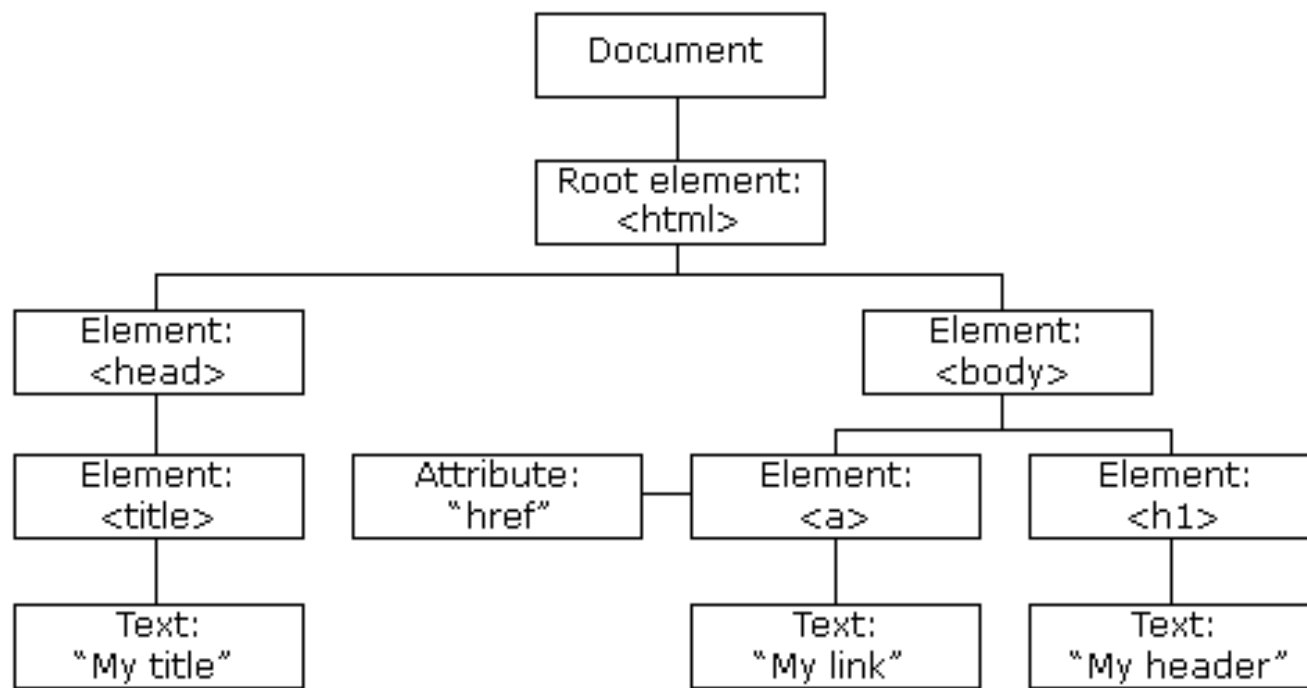 Document
Root element:
<html>
Element:
<head>
Element:
<body>
Element:
<title>
Attribute:
“href”
Element:
<a>
Element:
<h1>
Text:
“My title”
Text:
“My link”
Text:
“My header”